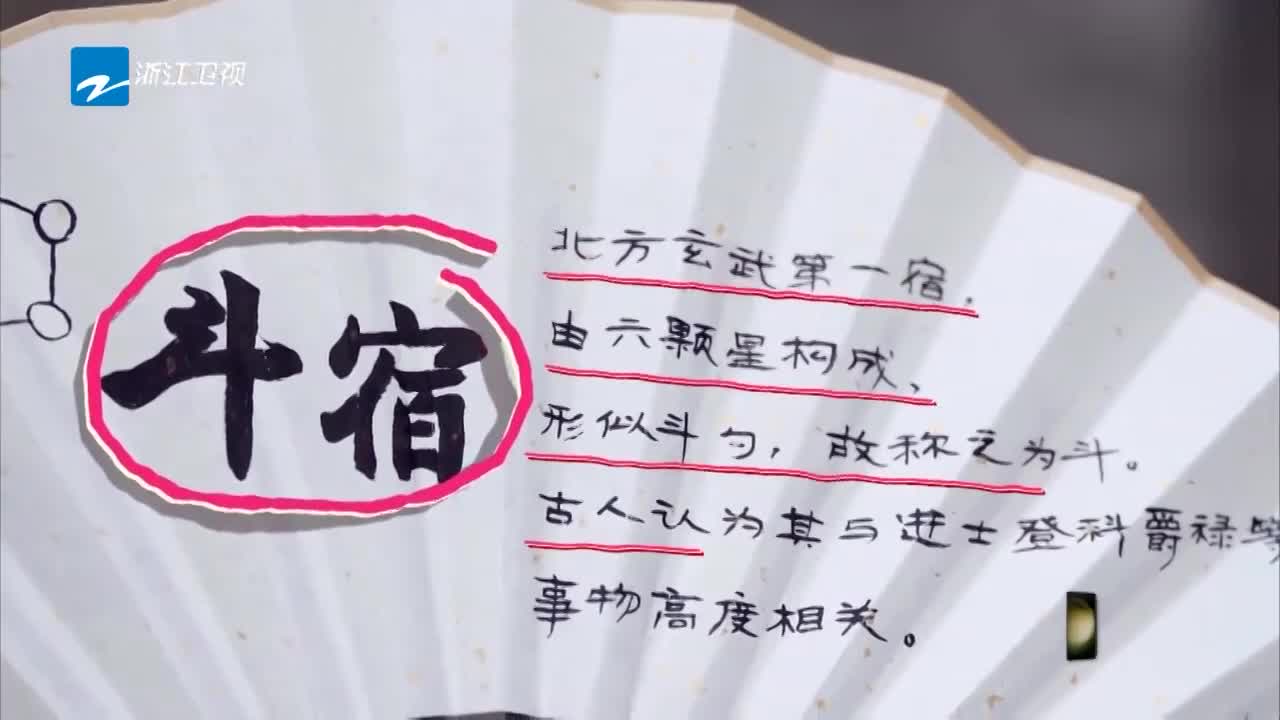 浙江卫视
斗宿
北方玄武第一宿，
由六颗星构成，
形似斗勺，故称之为斗。
古人认为其与进士登科爵禄等
事物高度相关。